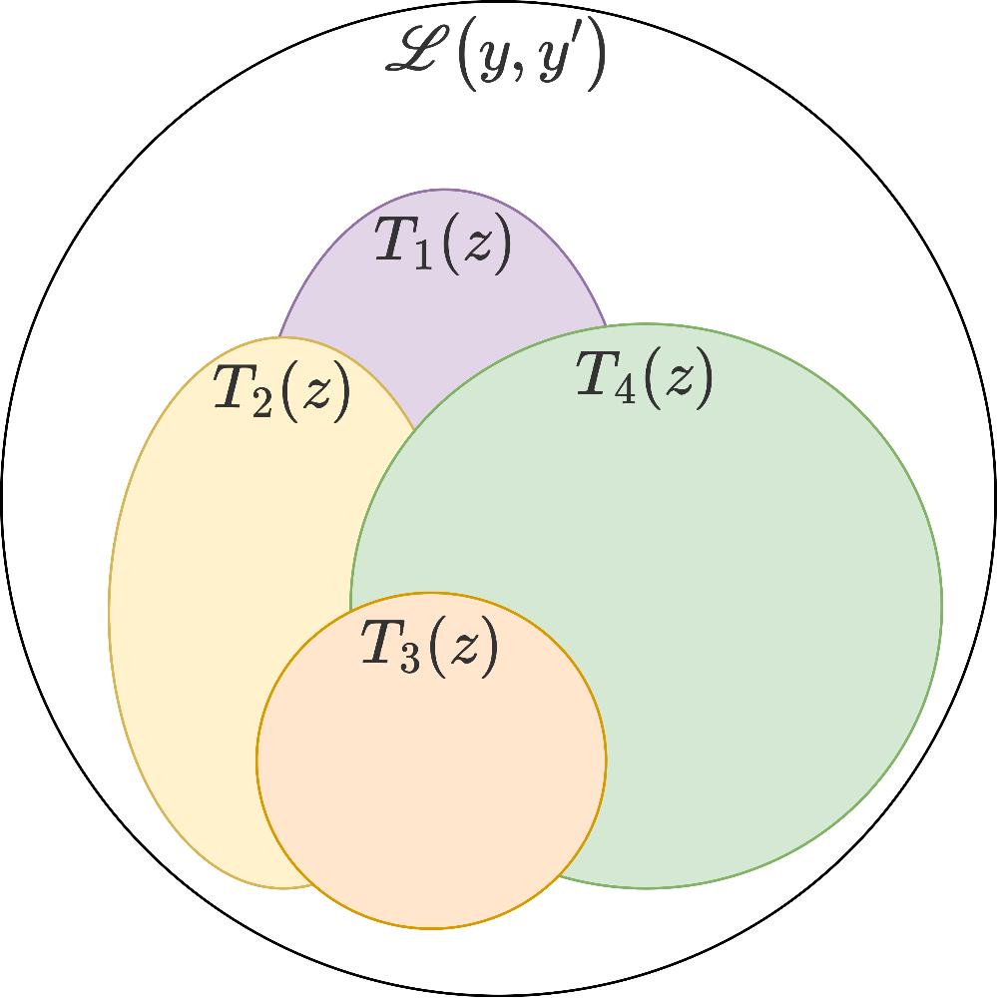 ℒ(y, y′)
T₁(z)
T₂(z)
T₄(z)
T₃(z)